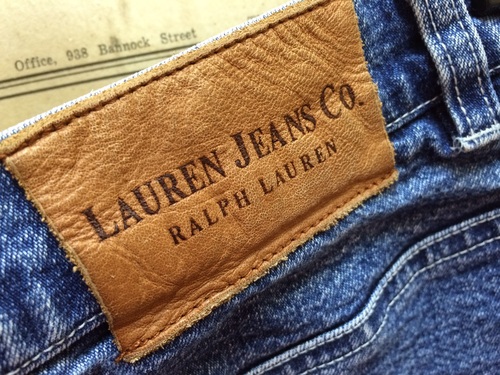 Office, 938 Bannock Street
LAUREN JEANS CO.
RALPH LAUREN